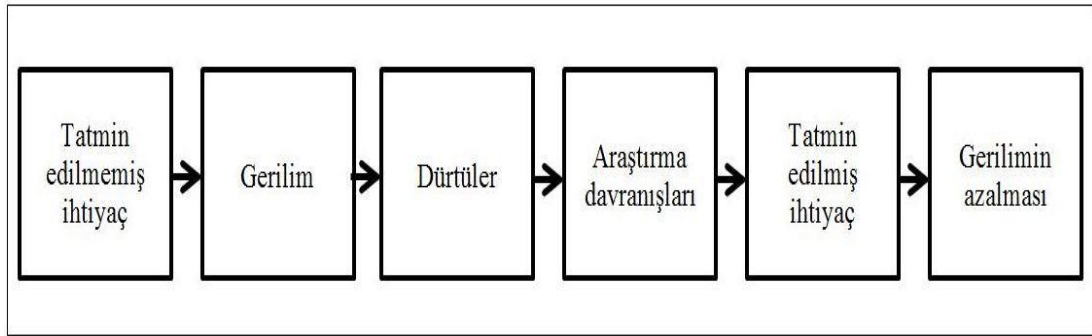 Tatmin
edilmemiş
ihtiyaç
Gerilim
Dürtüler
Araştırma
davranışları
Tatmin
edilmiş
ihtiyaç
Gerilimin
azalması